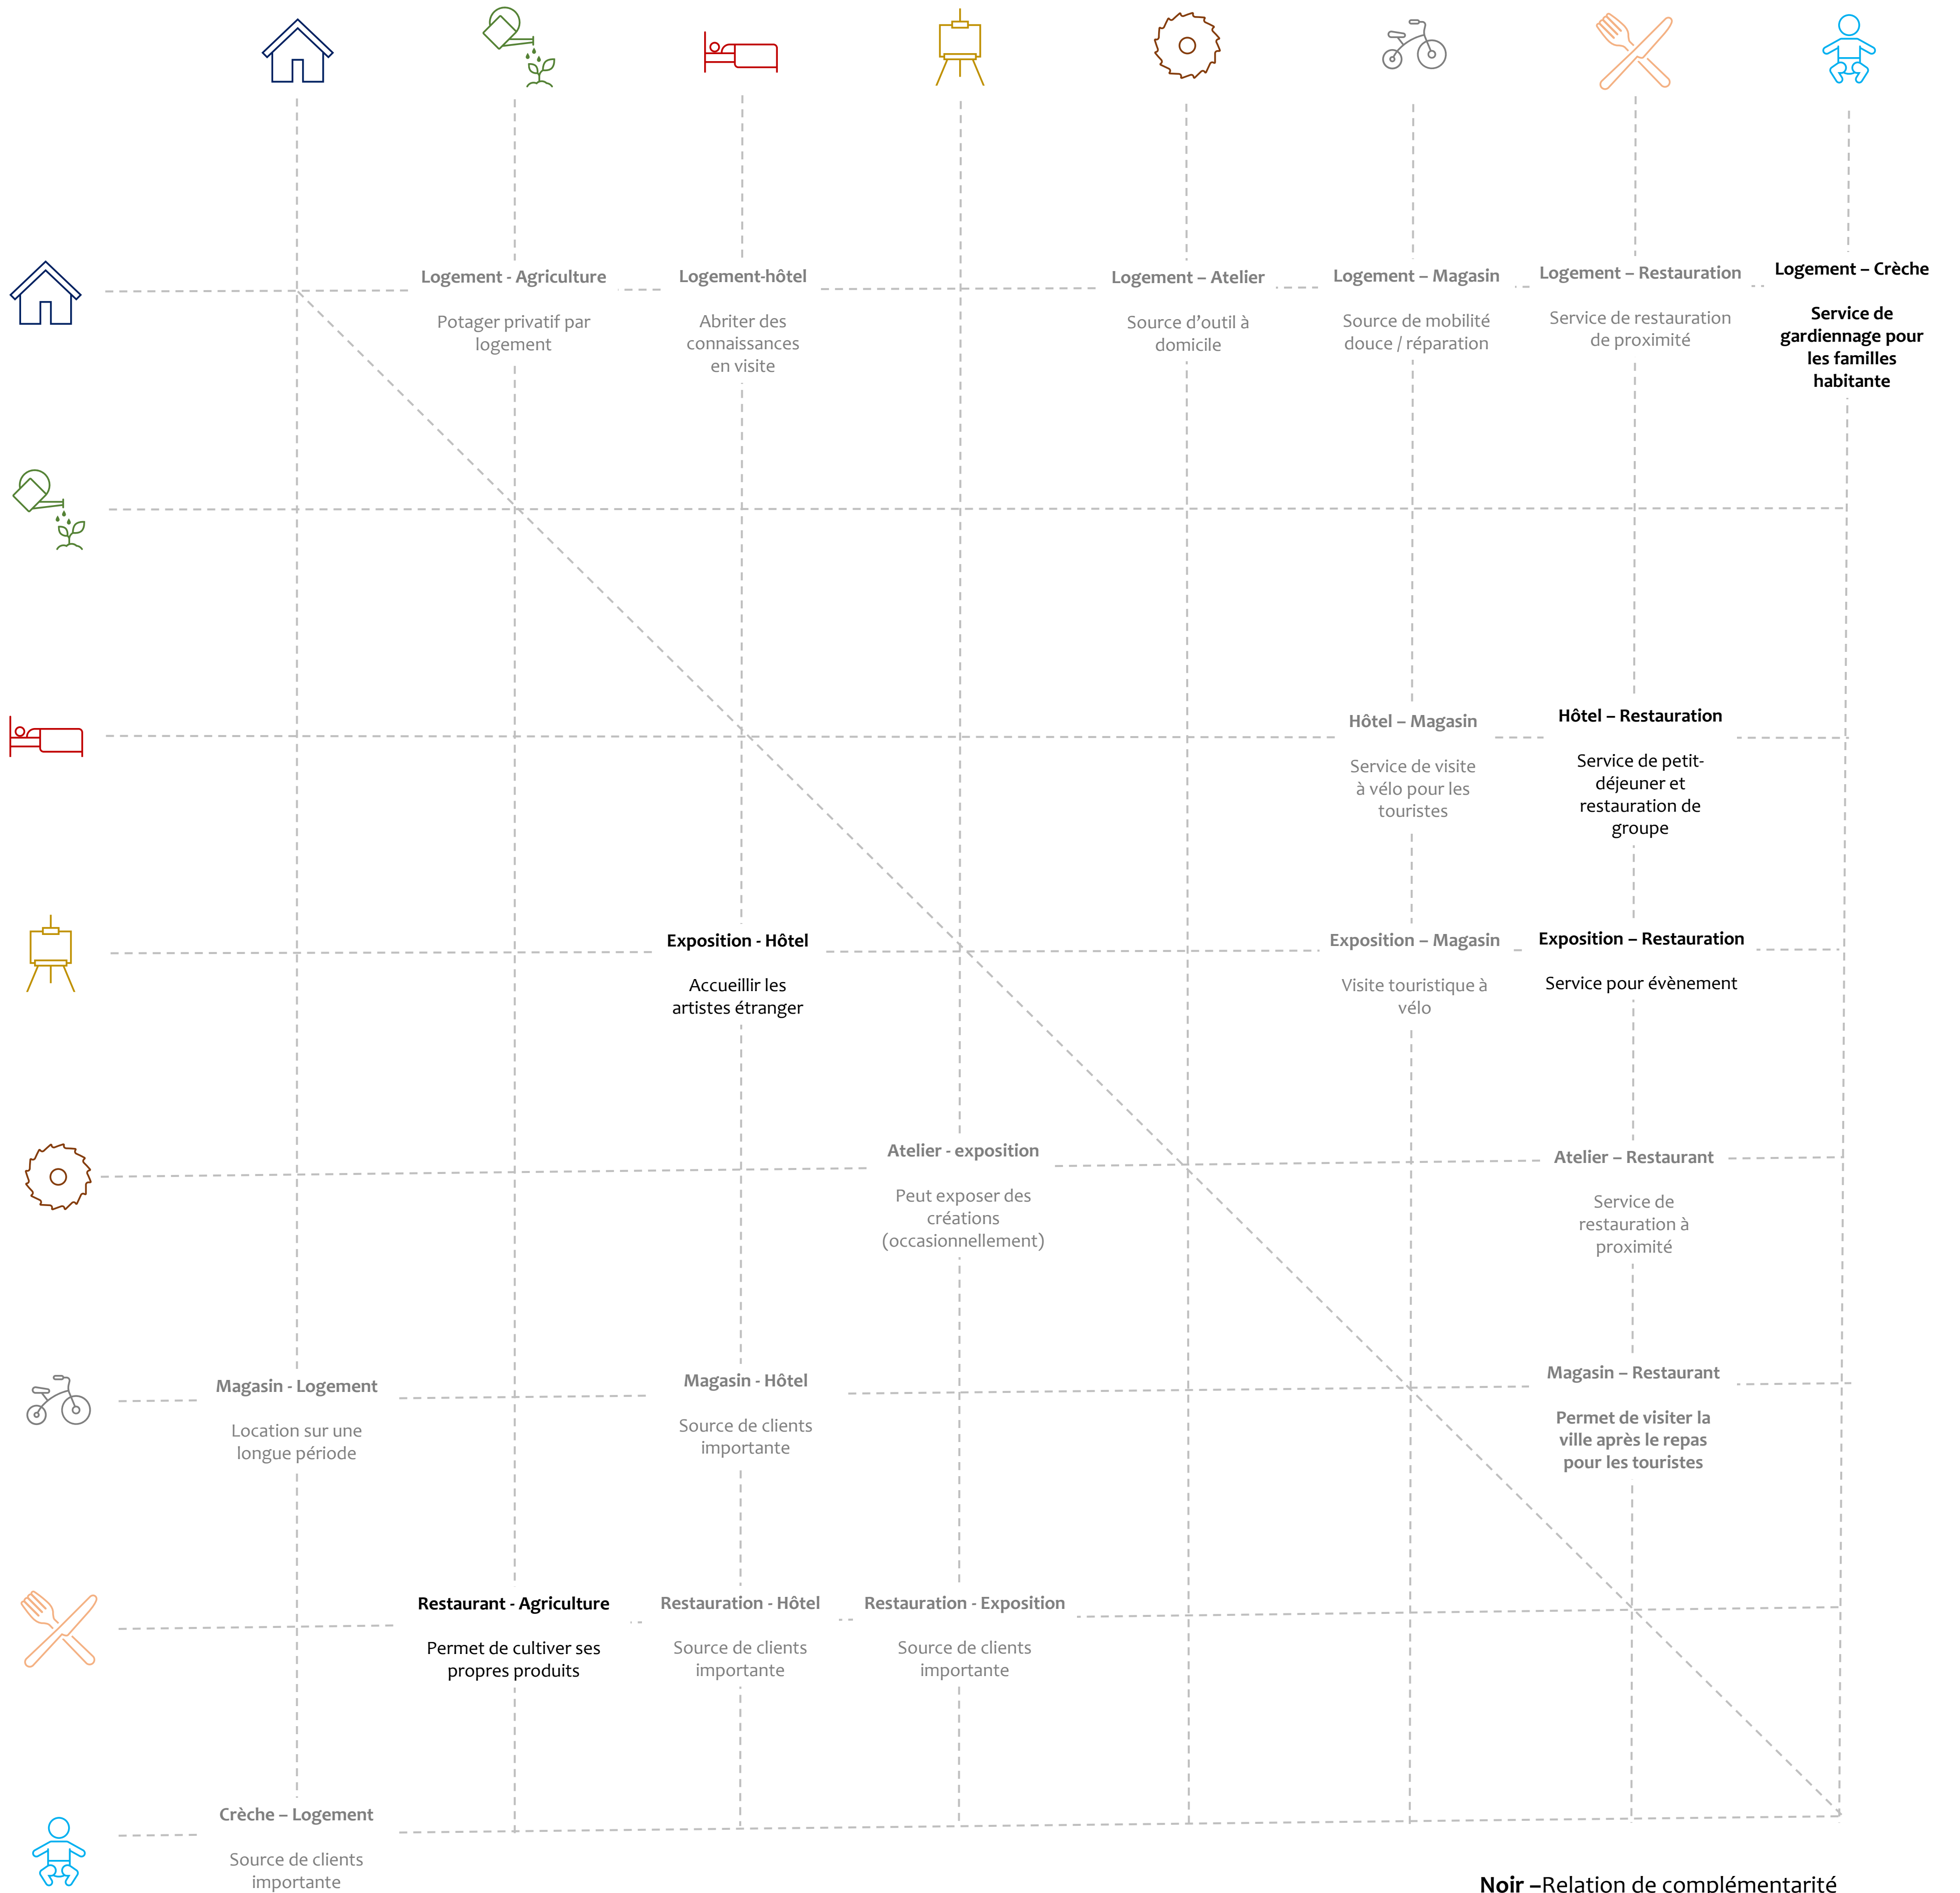 Logement - Agriculture
Potager privatif par
logement
Logement-hôtel
Abriter des
connaissances
en visite
Logement – Atelier
Source d’outil à
domicile
Logement – Magasin
Source de mobilité
douce / réparation
Logement – Restauration
Service de restauration
de proximité
Logement – Crèche
Service de
gardiennage pour
les familles
habitante
Hôtel – Magasin
Service de visite
à vélo pour les
touristes
Hôtel – Restauration
Service de petit-
déjeuner et
restauration de
groupe
Exposition - Hôtel
Accueillir les
artistes étranger
Exposition – Magasin
Visite touristique à
vélo
Exposition – Restauration
Service pour évènement
Atelier - exposition
Peut exposer des
créations
(occasionnellement)
Atelier – Restaurant
Service de
restauration à
proximité
Magasin - Logement
Location sur une
longue période
Magasin - Hôtel
Source de clients
importante
Magasin – Restaurant
Permet de visiter la
ville après le repas
pour les touristes
Restaurant - Agriculture
Permet de cultiver ses
propres produits
Restauration - Hôtel
Source de clients
importante
Restauration - Exposition
Source de clients
importante
Crèche – Logement
Source de clients
importante
Noir –Relation de complémentarité